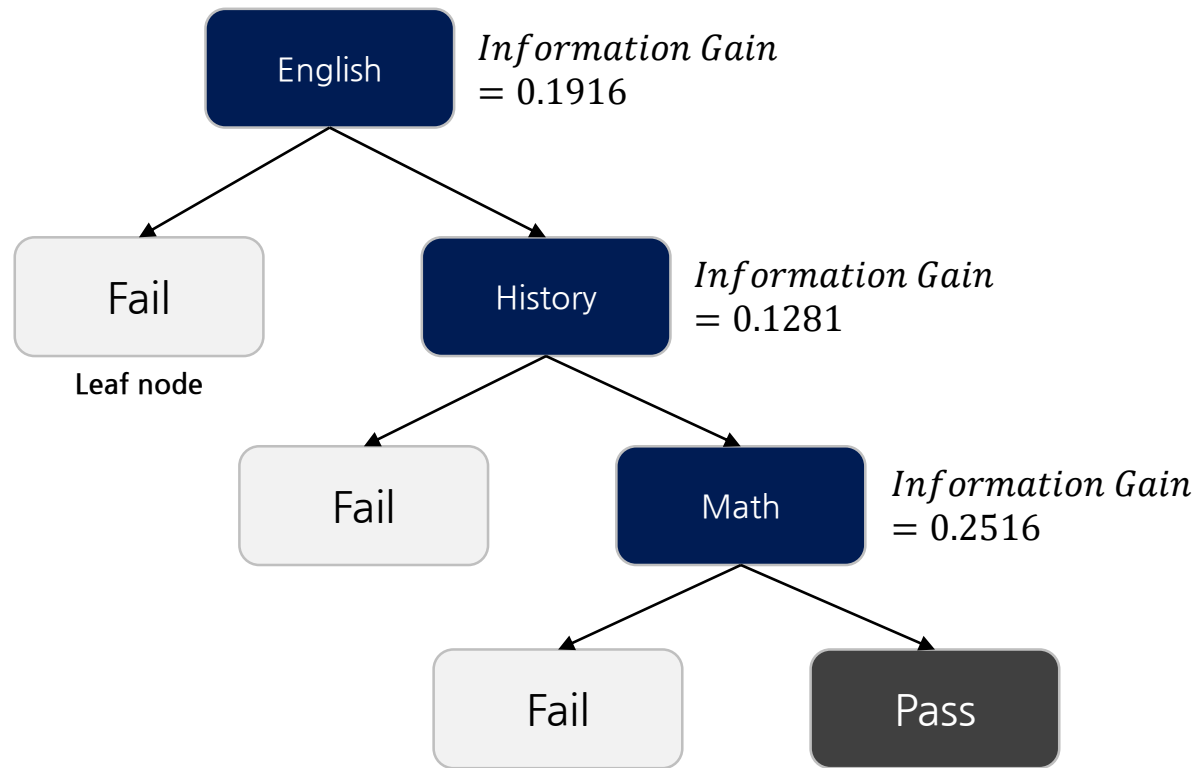 English
Information Gain
= 0.1916
Fail
Leaf node
History
Information Gain
= 0.1281
Fail
Math
Information Gain
= 0.2516
Fail
Pass